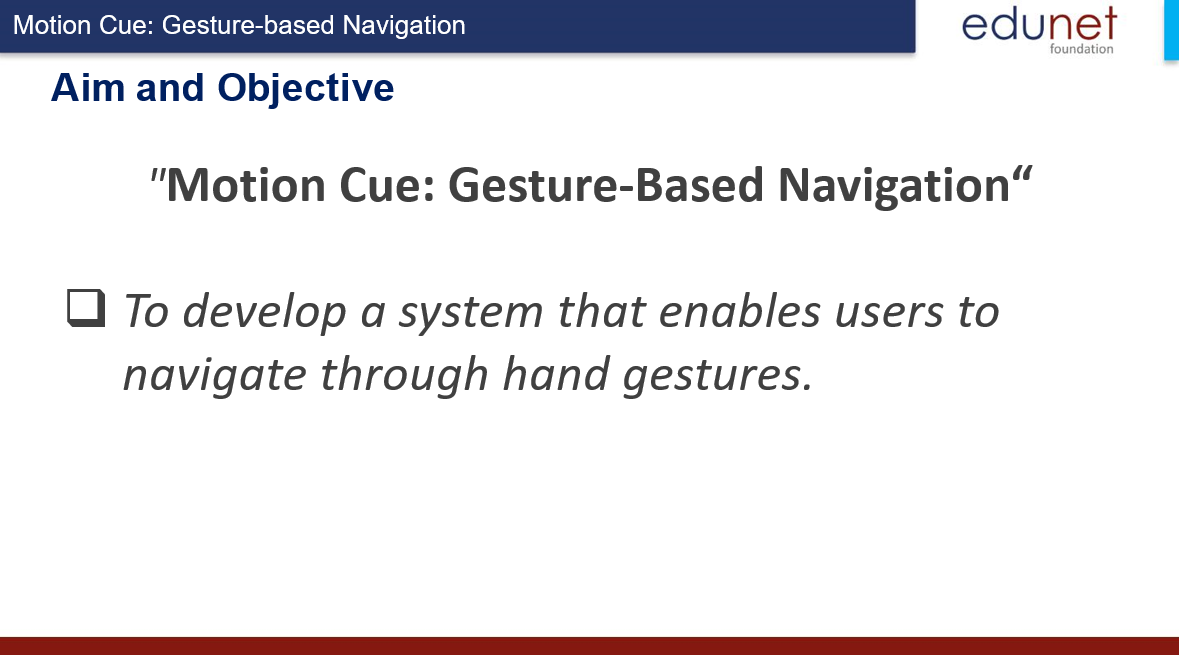 Motion Cue: Gesture-based Navigation
edunet
foundation
Aim and Objective
"Motion Cue: Gesture-Based Navigation“
❑ To develop a system that enables users to
navigate through hand gestures.